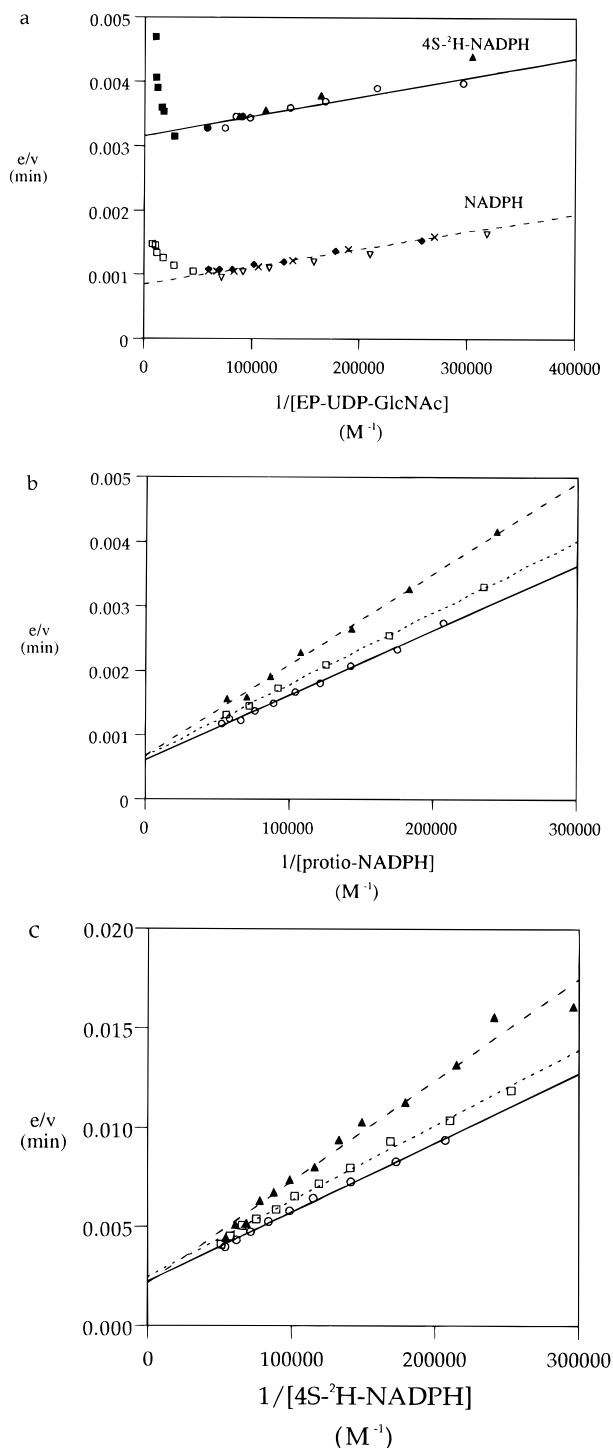 a
0.005
4S-²H-NADPH
0.004
0.003
e/v
(min)
0.002
NADPH
0.001
0
0 100000 200000 300000 400000
1/[EP-UDP-GlcNAc]
(M⁻¹)
b
0.005
0.004
0.003
e/v
(min)
0.002
0.001
0
0 100000 200000 300000
1/[protio-NADPH]
(M⁻¹)
c
0.020
0.015
e/v
(min)
0.010
0.005
0.000
0 100000 200000 300000
1/[4S-²H-NADPH]
(M⁻¹)